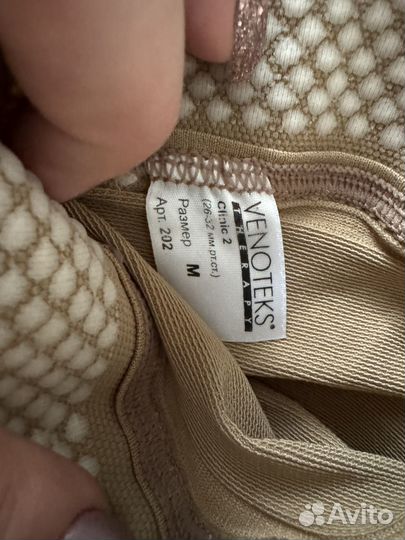 VENOTEKS
THERAPY
Clinic 2
(26-32 мм рт.ст.)
Размер M
Арт. 202
Avito